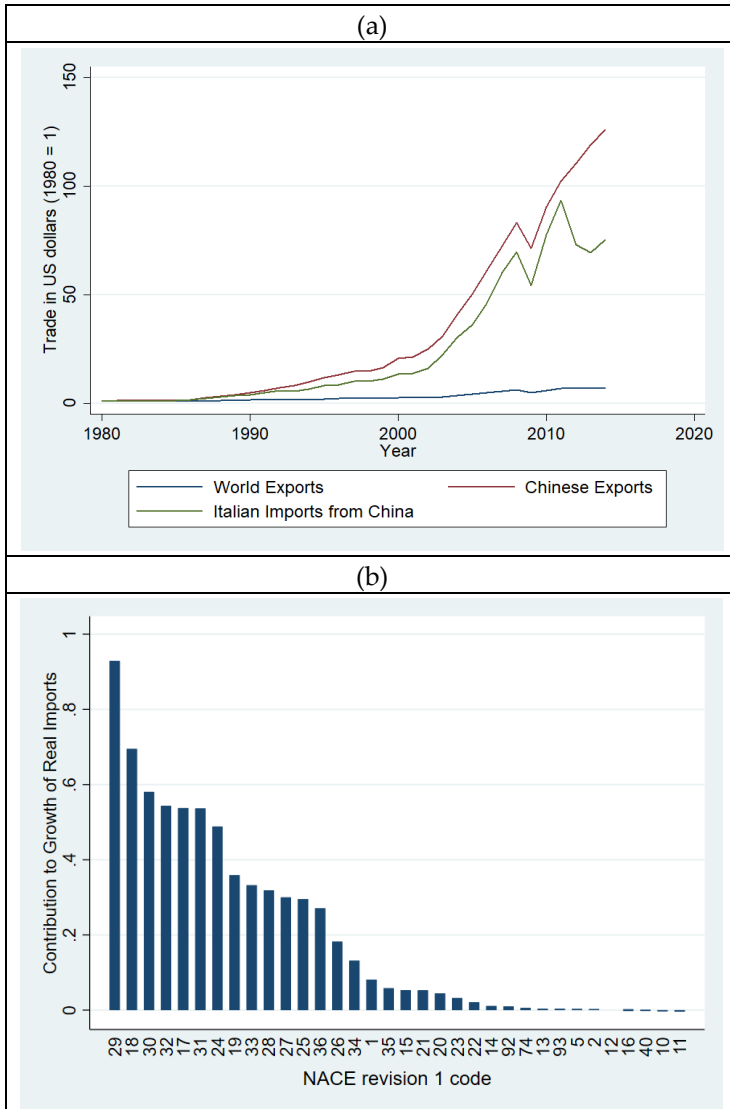 (a)
Trade in US dollars (1980 = 1)
150
100
50
0
1980 1990 2000 2010 2020
Year
World Exports Chinese Exports
Italian Imports from China
(b)
Contribution to Growth of Real Imports
1
.8
.6
.4
.2
0
29 18 30 32 17 31 24 19 33 28 27 25 36 26 34 1 35 15 21 20 23 22 14 92 74 13 93 5 2 12 16 40 10 11
NACE revision 1 code